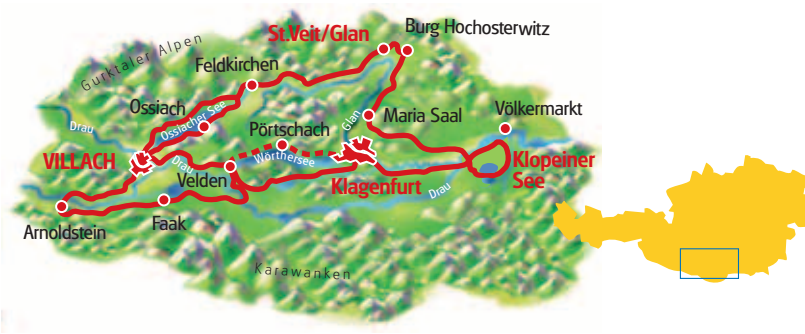 Gurktaler Alpen
St.Veit/Glan
Burg Hochosterwitz
Feldkirchen
Ossiach
Ossiacher See
Drau
Pörtschach
Glan
Maria Saal
Völkermarkt
VILLACH
Drau
Wörthersee
Velden
Klagenfurt
Klopeiner
See
Drau
Arnoldstein
Faak
Karawanken